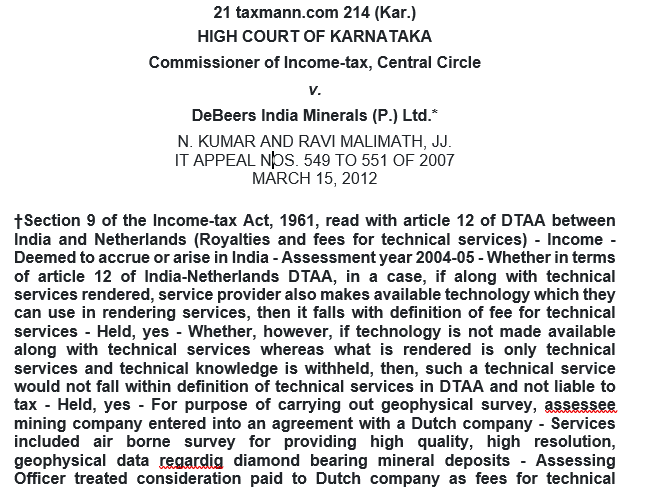 21 taxmann.com 214 (Kar.)
HIGH COURT OF KARNATAKA
Commissioner of Income-tax, Central Circle
v.
DeBeers India Minerals (P.) Ltd.*
N. KUMAR AND RAVI MALIMATH, JJ.
IT APPEAL NOS. 549 TO 551 OF 2007
MARCH 15, 2012
†Section 9 of the Income-tax Act, 1961, read with article 12 of DTAA between
India and Netherlands (Royalties and fees for technical services) - Income -
Deemed to accrue or arise in India - Assessment year 2004-05 - Whether in terms
of article 12 of India-Netherlands DTAA, in a case, if along with technical
services rendered, service provider also makes available technology which they
can use in rendering services, then it falls with definition of fee for technical
services - Held, yes - Whether, however, if technology is not made available
along with technical services whereas what is rendered is only technical
services and technical knowledge is withheld, then, such a technical service
would not fall within definition of technical services in DTAA and not liable to
tax - Held, yes - For purpose of carrying out geophysical survey, assessee
mining company entered into an agreement with a Dutch company - Services
included air borne survey for providing high quality, high resolution,
geophysical data regardig diamond bearing mineral deposits - Assessing
Officer treated consideration paid to Dutch company as fees for technical